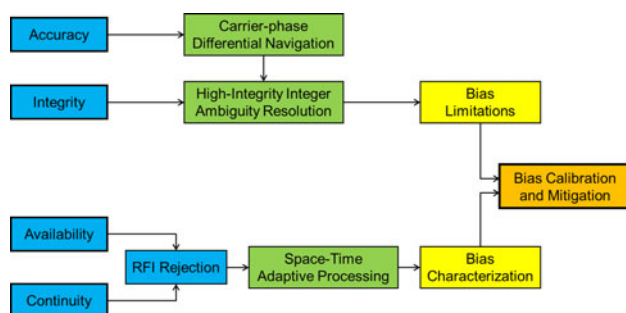 Accuracy
Carrier-phase
Differential Navigation
Integrity
High-Integrity Integer
Ambiguity Resolution
Bias
Limitations
Bias Calibration
and Mitigation
Availability
RFI Rejection
Space-Time
Adaptive Processing
Bias
Characterization
Continuity